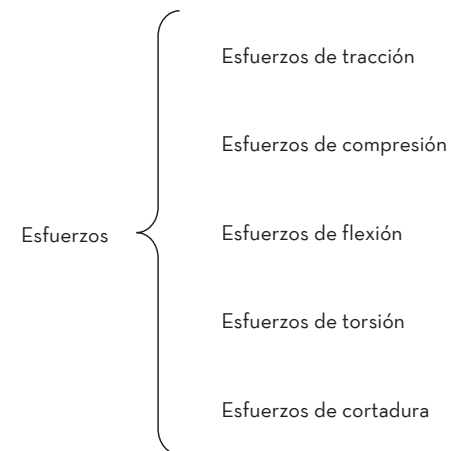 Esfuerzos de tracción
Esfuerzos de compresión
Esfuerzos
Esfuerzos de flexión
Esfuerzos de torsión
Esfuerzos de cortadura